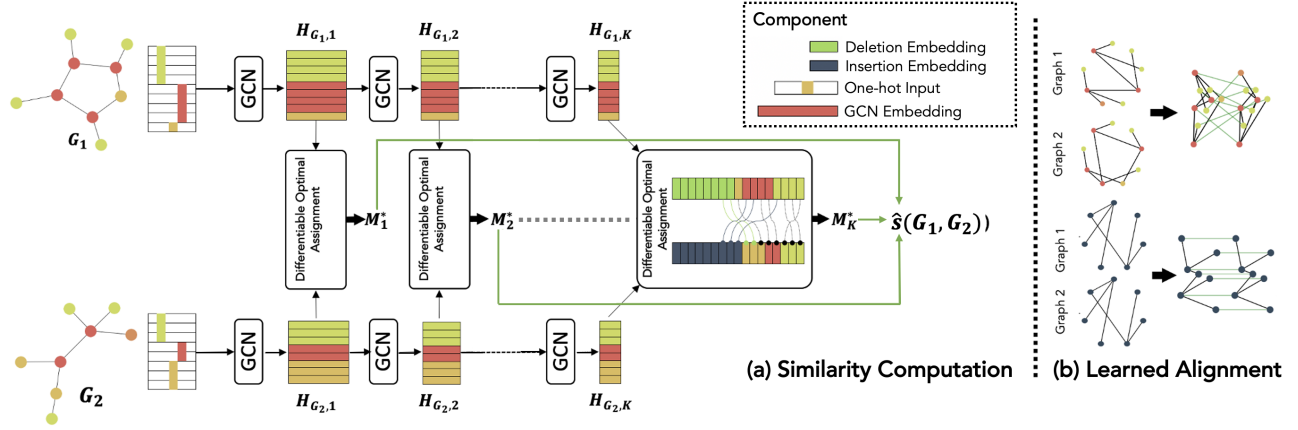 H_{G_1,1}
H_{G_1,2}
H_{G_1,K}
G_1
GCN
GCN
GCN
Component
Deletion Embedding
Insertion Embedding
One-hot Input
GCN Embedding
Differentiable Optimal
Assignment
M_1^*
Differentiable Optimal
Assignment
M_2^*
Differentiable Optimal
Assignment
M_K^*
ŝ(G_1, G_2))
G_2
GCN
GCN
GCN
H_{G_2,1}
H_{G_2,2}
H_{G_2,K}
(a) Similarity Computation
Graph 1
Graph 2
Graph 1
Graph 2
(b) Learned Alignment